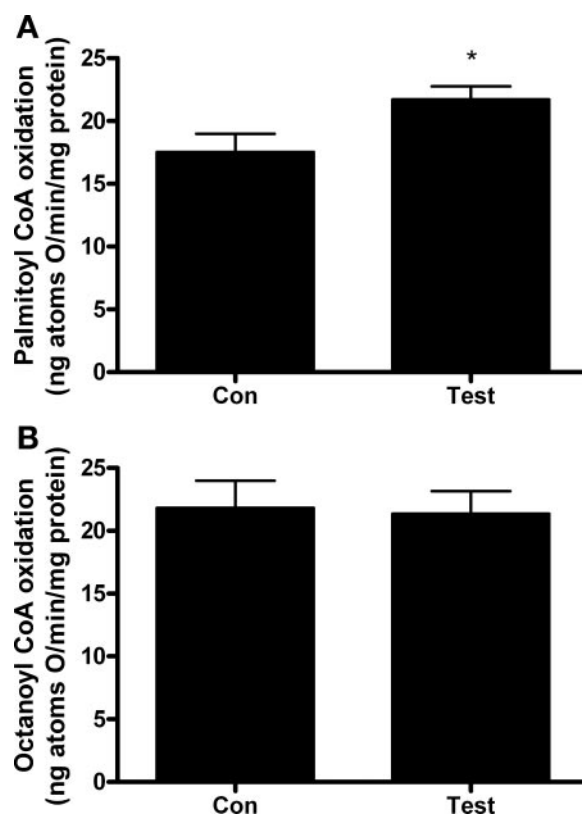 A
Palmitoyl CoA oxidation
(ng atoms O/min/mg protein)
25
20
15
10
5
0
*
Con Test
B
Octanoyl CoA oxidation
(ng atoms O/min/mg protein)
25
20
15
10
5
0
Con Test